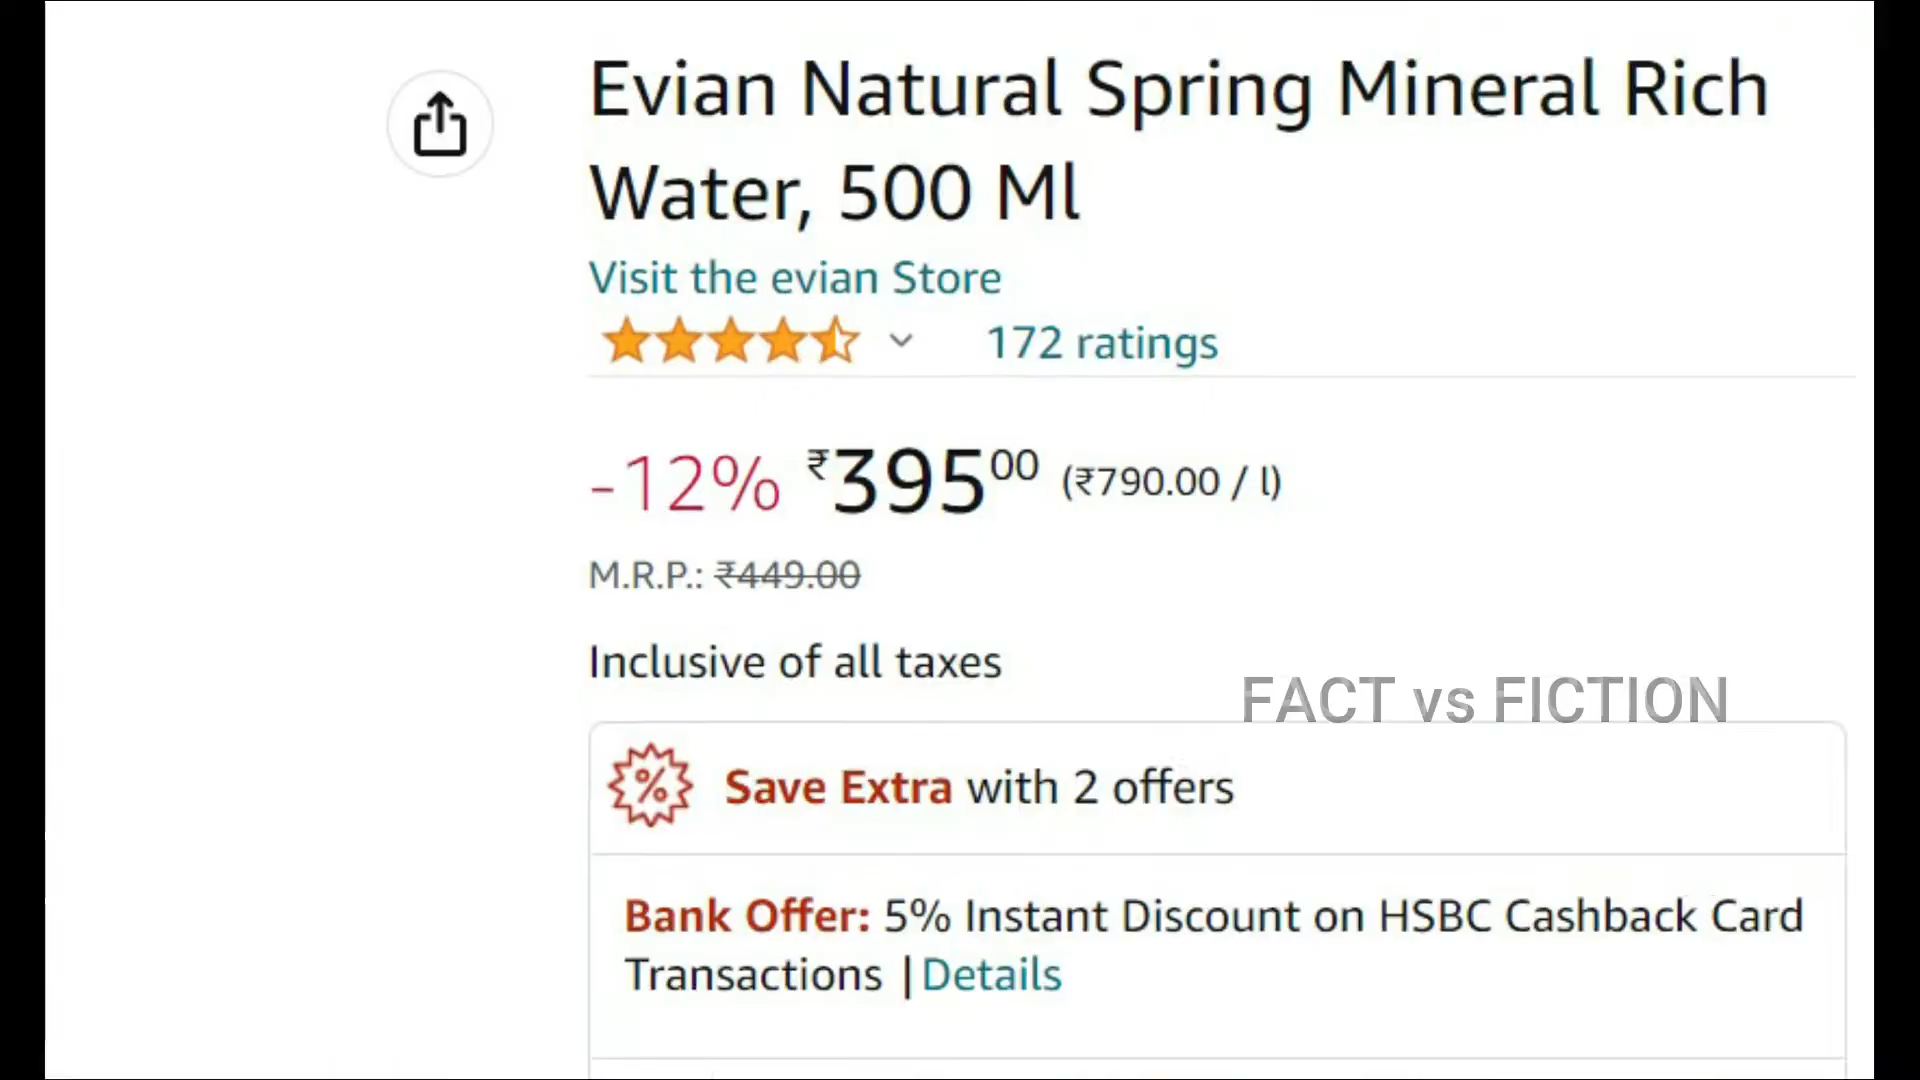 Evian Natural Spring Mineral Rich
Water, 500 Ml
Visit the evian Store
172 ratings
-12% ₹395⁰⁰ (₹790.00 / l)
M.R.P.: ₹449.00
Inclusive of all taxes
FACT vs FICTION
% Save Extra with 2 offers
Bank Offer: 5% Instant Discount on HSBC Cashback Card
Transactions | Details